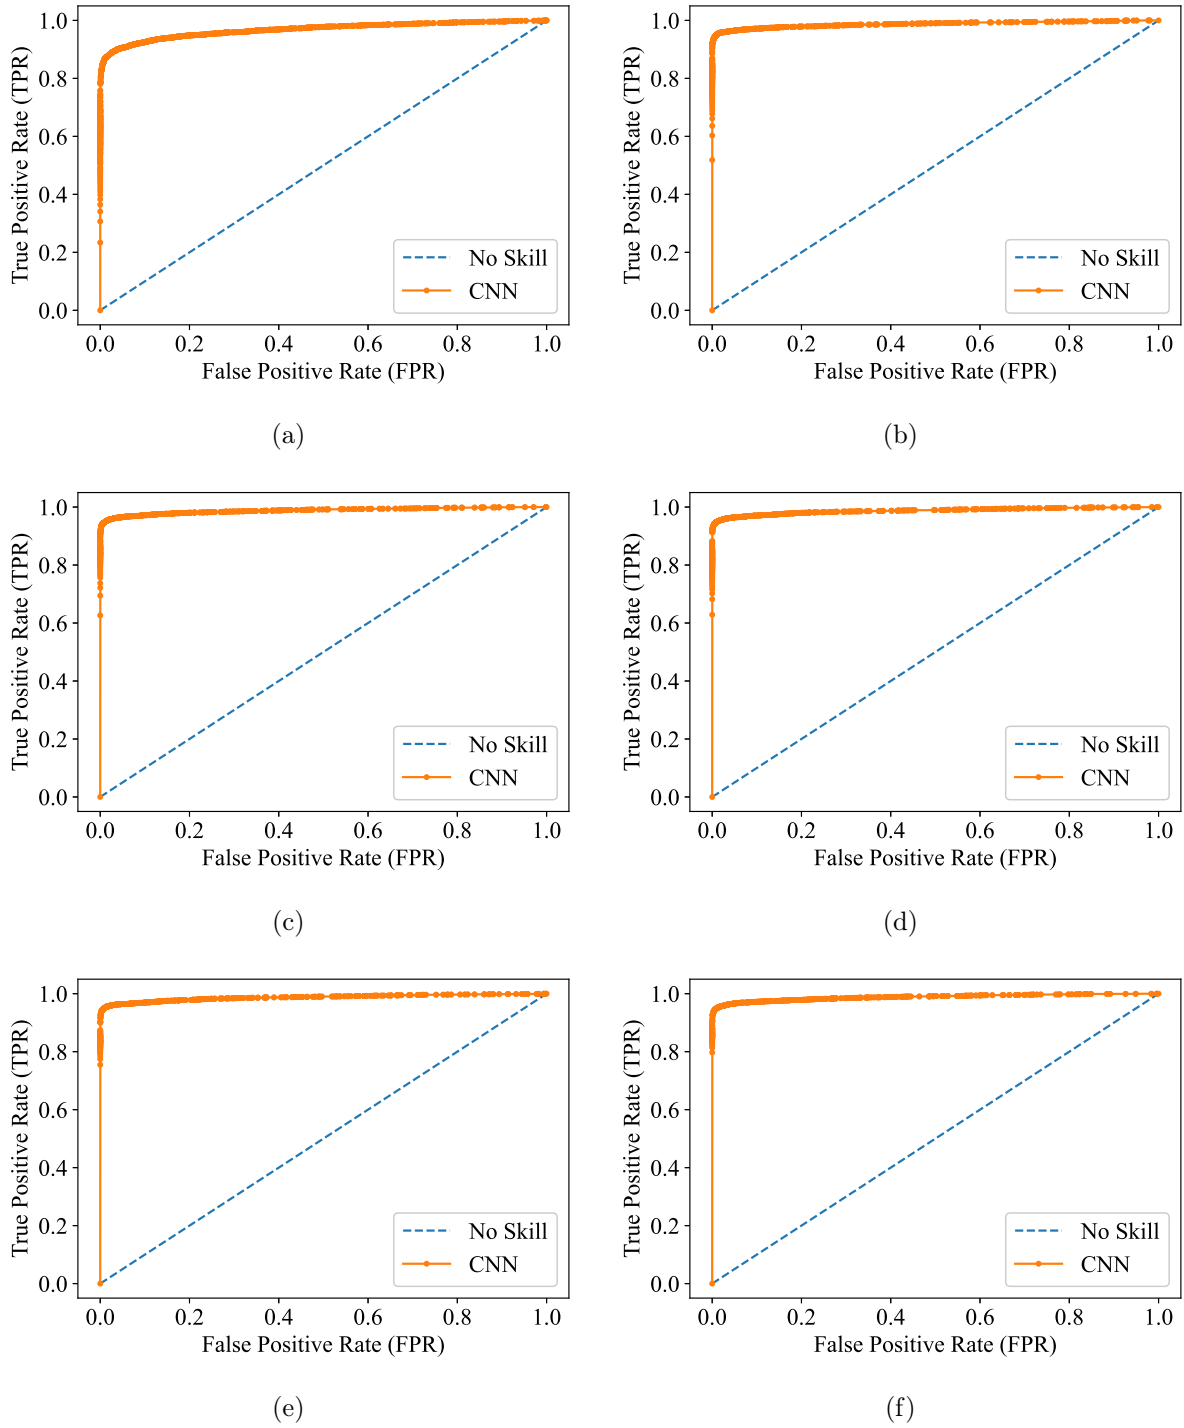 1.0
0.8
0.6
0.4
0.2
0.0
True Positive Rate (TPR)
No Skill
CNN
0.0 0.2 0.4 0.6 0.8 1.0
False Positive Rate (FPR)
(a)
1.0
0.8
0.6
0.4
0.2
0.0
True Positive Rate (TPR)
No Skill
CNN
0.0 0.2 0.4 0.6 0.8 1.0
False Positive Rate (FPR)
(b)
1.0
0.8
0.6
0.4
0.2
0.0
True Positive Rate (TPR)
No Skill
CNN
0.0 0.2 0.4 0.6 0.8 1.0
False Positive Rate (FPR)
(c)
1.0
0.8
0.6
0.4
0.2
0.0
True Positive Rate (TPR)
No Skill
CNN
0.0 0.2 0.4 0.6 0.8 1.0
False Positive Rate (FPR)
(d)
1.0
0.8
0.6
0.4
0.2
0.0
True Positive Rate (TPR)
No Skill
CNN
0.0 0.2 0.4 0.6 0.8 1.0
False Positive Rate (FPR)
(e)
1.0
0.8
0.6
0.4
0.2
0.0
True Positive Rate (TPR)
No Skill
CNN
0.0 0.2 0.4 0.6 0.8 1.0
False Positive Rate (FPR)
(f)